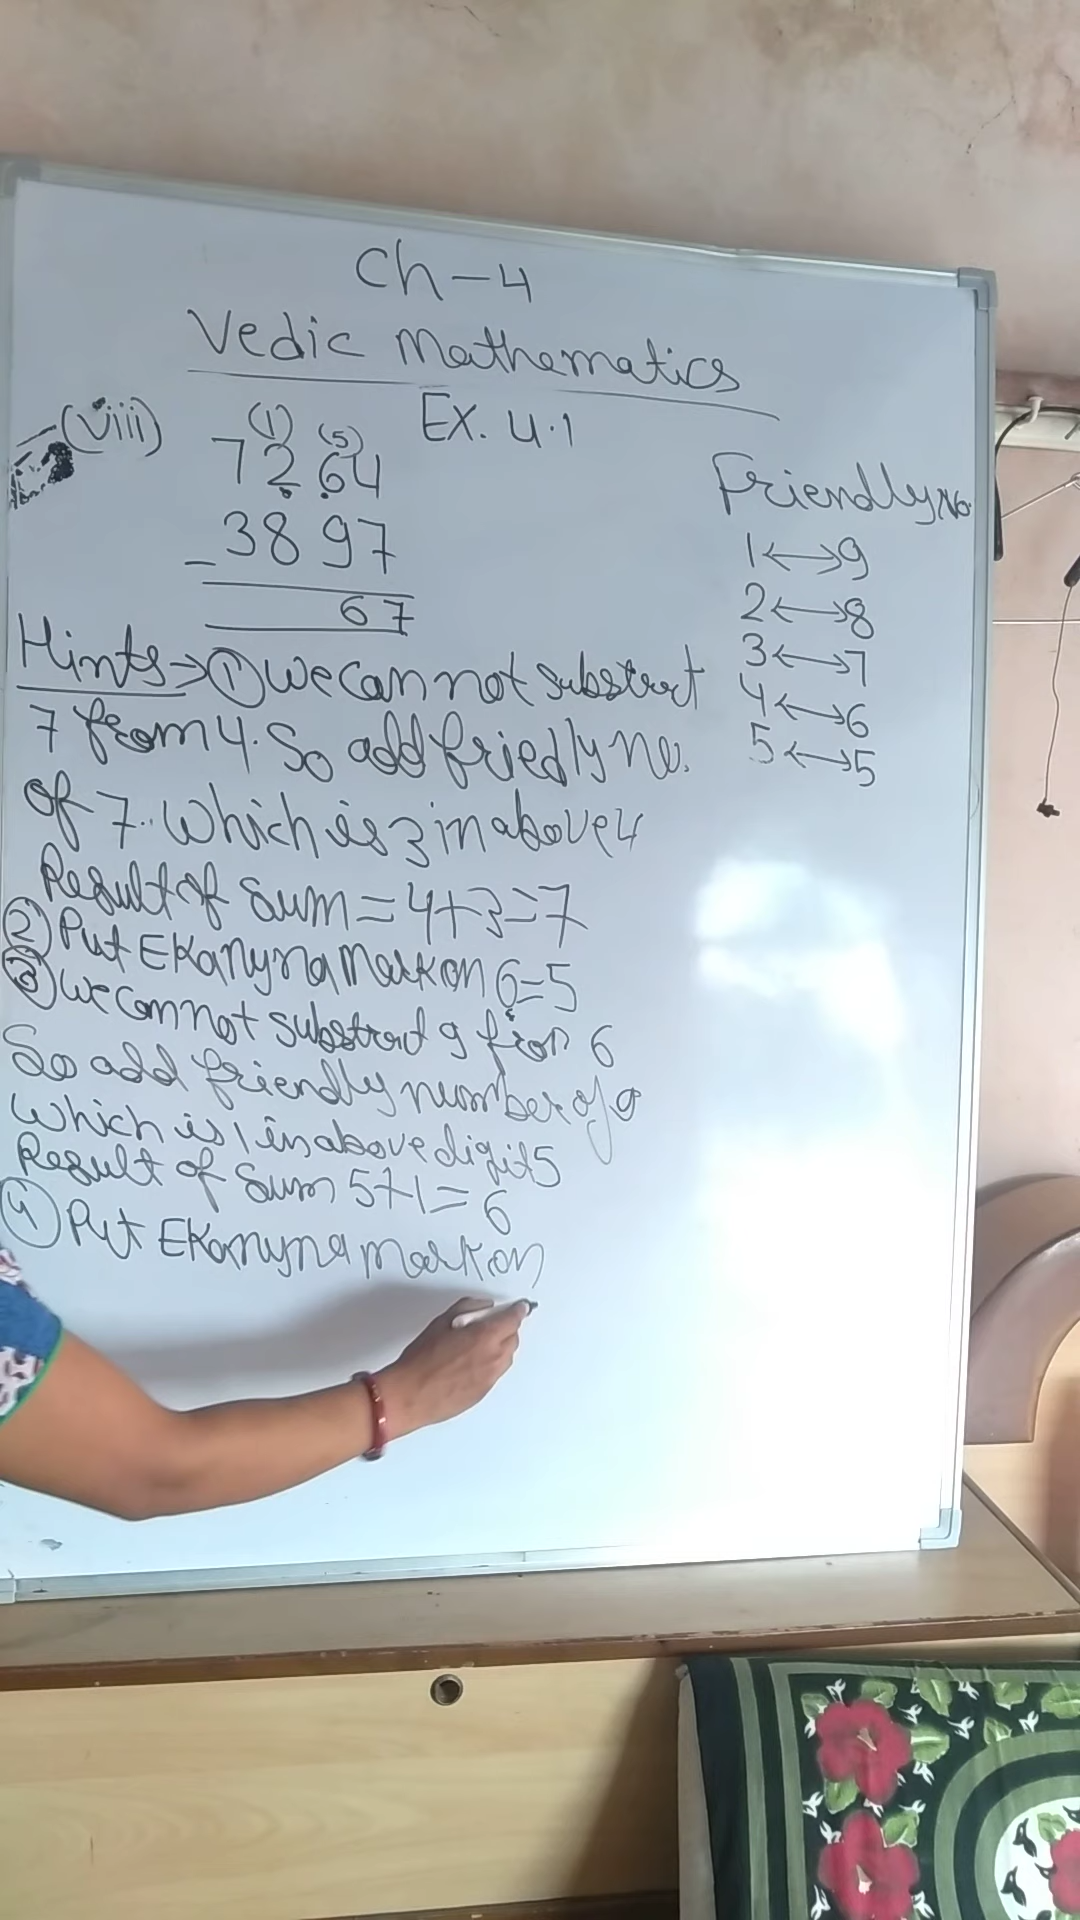 Ch-4
Vedic Mathematics
Ex. 4.1
(viii)
(1) (5)
7264
- 3897
67
Friendly No.
1↔9
2↔8
3↔7
4↔6
5↔5
Hints→① We can not substract
7 from 4. So add friedly no.
of 7. Which is 3 in above 4
Result of Sum = 4+3=7
② Put Ekanyna Mark on 6=5
③ We can not substract 9 from 6
So add friendly number of 9
Which is 1 in above digit 5
Result of Sum 5+1=6
④ Put Ekanyna mark on